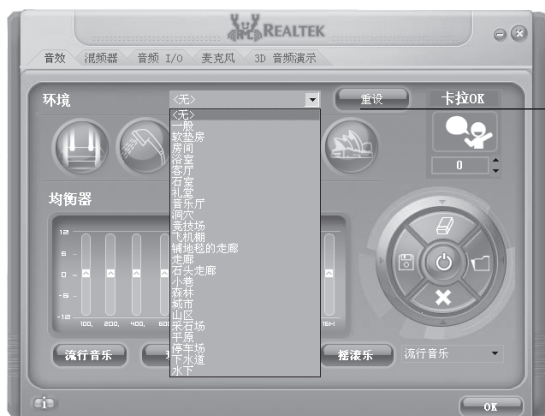 REALTEK
音效 混频器 音频 I/O 麦克风 3D 音频演示
环境
<无>
重设
卡拉OK
<无>
一般
软垫房
房间
浴室
客厅
石室
礼堂
音乐厅
洞穴
竞技场
飞机棚
铺地毯的走廊
走廊
石头走廊
小巷
森林
城市
山区
采石场
平原
停车场
下水道
水下
0
均衡器
12
6
0
-6
-12
100, 200, 400,
16K
流行音乐
摇滚乐
流行音乐
OK